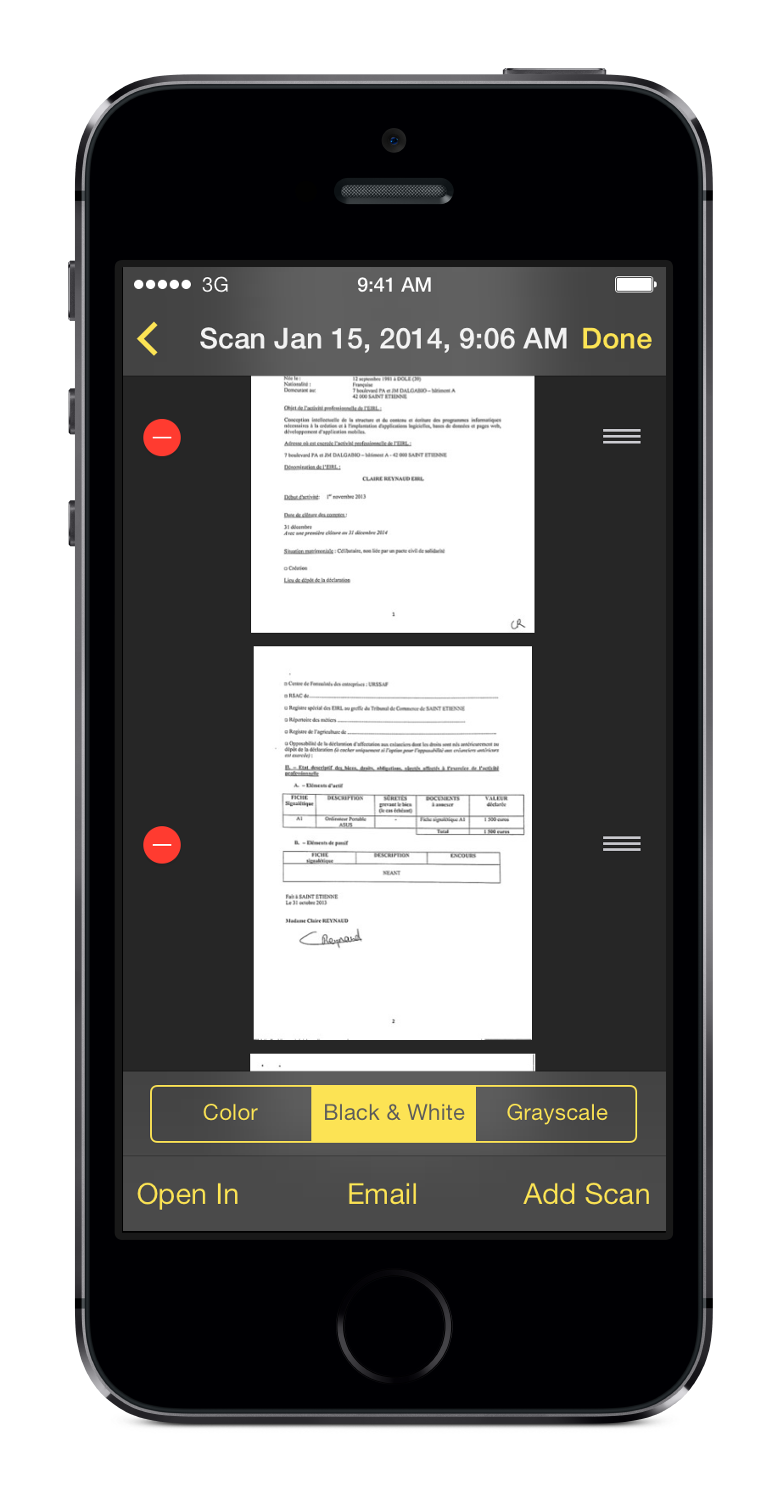 3G 9:41 AM
Scan Jan 15, 2014, 9:06 AM Done
Née le : 12 septembre 1981 à DOLE (39)
Nationalité : Française
Demeurant au: 7 boulevard PA et JM DALGABIO – bâtiment A
42 000 SAINT ETIENNE
Objet de l'activité professionnelle de l'EIRL :
Conception intellectuelle de la structure et du contenu et écriture des programmes informatiques
nécessaires à la création et à l'implantation d'applications logicielles, bases de données et pages web,
développement d'application mobiles.
Adresse où est exercée l'activité professionnelle de l'EIRL :
7 boulevard PA et JM DALGABIO – bâtiment A - 42 000 SAINT ETIENNE
Dénomination de l'EIRL :
CLAIRE REYNAUD EIRL
Début d'activité: 1er novembre 2013
Date de clôture des comptes :
31 décembre
Avec une première clôture au 31 décembre 2014
Situation matrimoniale : Célibataire, non liée par un pacte civil de solidarité
□ Création
Lieu de dépôt de la déclaration
1
CR
□ Centre de Formalités des entreprises : URSSAF
□ RSAC de
□ Registre spécial des EIRL au greffe du Tribunal de Commerce de SAINT ETIENNE
□ Répertoire des métiers
□ Registre de l'agriculture de
□ Opposabilité de la déclaration d'affectation aux créanciers dont les droits sont nés antérieurement au
dépôt de la déclaration (à cocher uniquement si l'option pour l'opposabilité aux créanciers antérieurs
est exercée) :
II. – Etat descriptif des biens, droits, obligations, sûretés affectés à l'exercice de l'activité
professionnelle
A. – Eléments d'actif
FICHE DESCRIPTION SÛRETÉS DOCUMENTS VALEUR
Signalétique grevant le bien à annexer déclarée
(le cas échéant)
A1 Ordinateur Portable - Fiche signalétique A1 1 500 euros
ASUS
Total 1 500 euros
B. – Eléments de passif
FICHE DESCRIPTION ENCOURS
signalétique
NEANT
Fait à SAINT ETIENNE
Le 31 octobre 2013
Madame Claire REYNAUD
CReynaud
2
Color Black & White Grayscale
Open In Email Add Scan